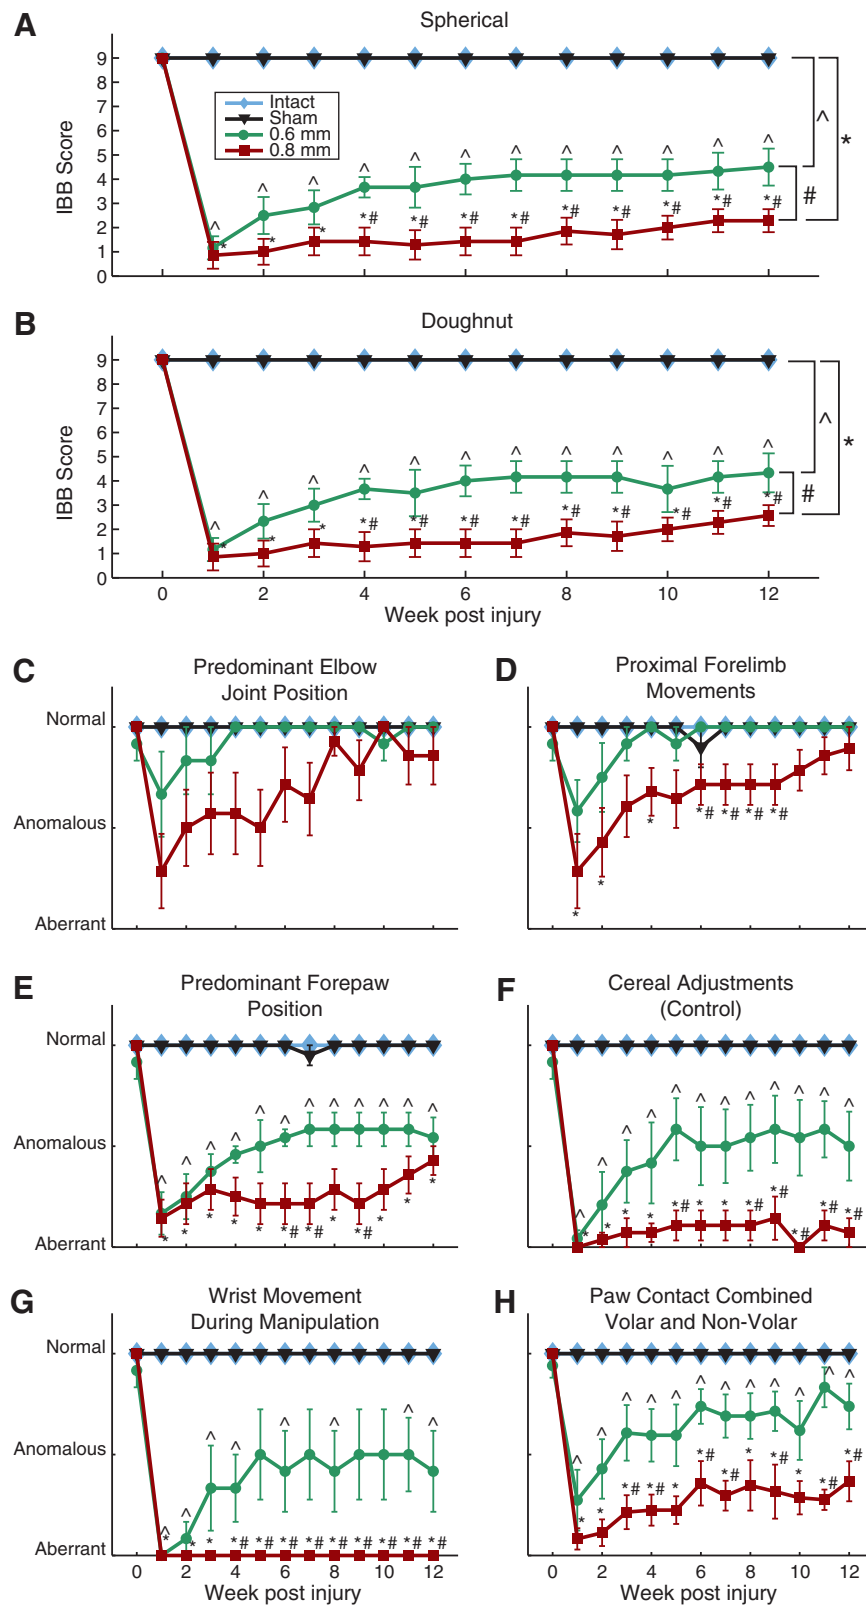 A
Spherical
9
8
7
6
5
4
3
2
1
0
IBB Score
Intact
Sham
0.6 mm
0.8 mm
^ ^ ^ ^ ^ ^ ^ ^ ^ ^ ^ ^
* * * *# *# *# *# *# *# *# *# *#
^
*
#
B
Doughnut
9
8
7
6
5
4
3
2
1
0
IBB Score
^ ^ ^ ^ ^ ^ ^ ^ ^ ^ ^ ^
* * * *# *# *# *# *# *# *# *# *#
^
*
#
0 2 4 6 8 10 12
Week post injury
C
Predominant Elbow
Joint Position
Normal
Anomalous
Aberrant
D
Proximal Forelimb
Movements
* * * *# *# *# *#
E
Predominant Forepaw
Position
Normal
Anomalous
Aberrant
^ ^ ^ ^ ^ ^ ^ ^ ^ ^ ^ ^
* * * * * *# *# * *# * * *
F
Cereal Adjustments
(Control)
^ ^ ^ ^ ^ ^ ^ ^ ^ ^ ^ ^
* * * * *# * * *# *# *# *# *#
G
Wrist Movement
During Manipulation
Normal
Anomalous
Aberrant
^ ^ ^ ^ ^ ^ ^ ^
* * * *# *# *# *# *# *# *# *# *#
0 2 4 6 8 10 12
Week post injury
H
Paw Contact Combined
Volar and Non-Volar
^ ^ ^ ^ ^ ^ ^ ^ ^ ^ ^ ^
* * *# *# * *# *# * *# * *# *#
0 2 4 6 8 10 12
Week post injury